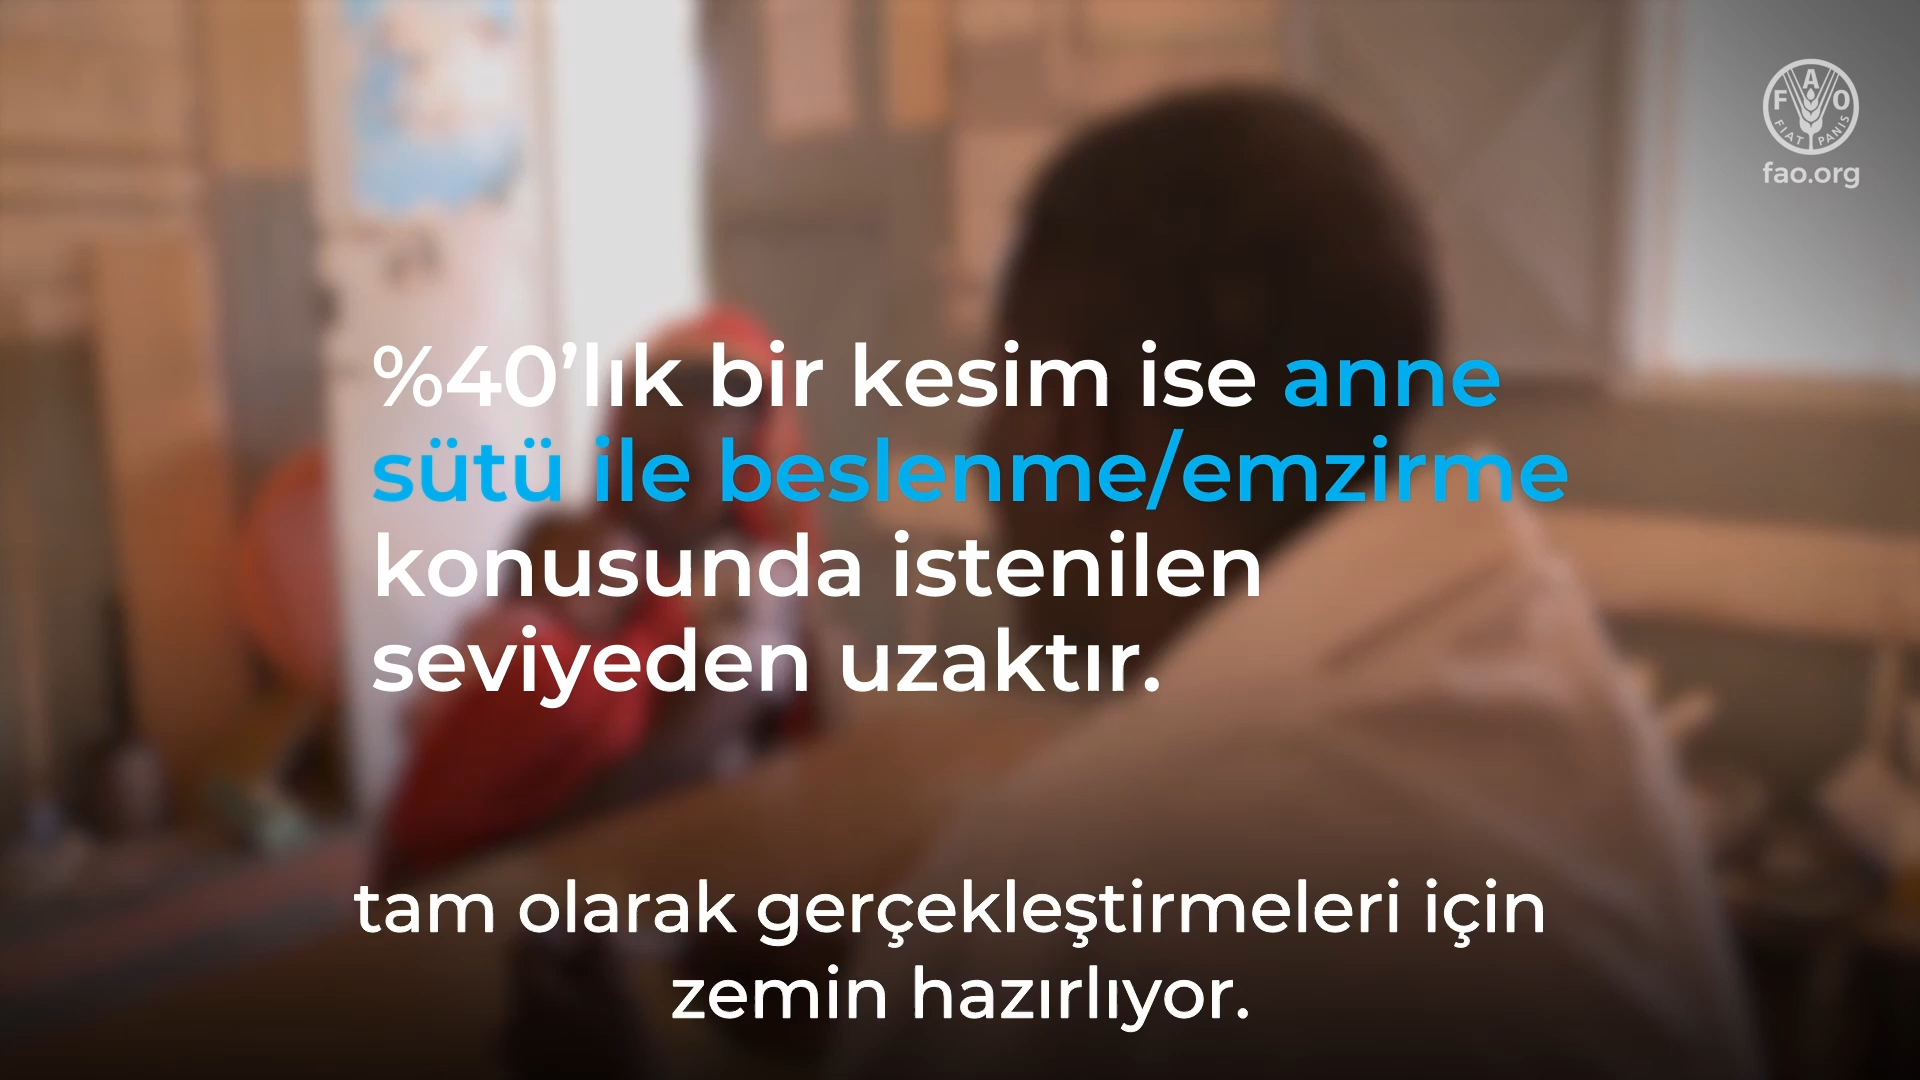 F A O
FIAT PANIS
fao.org
%40’lık bir kesim ise anne
sütü ile beslenme/emzirme
konusunda istenilen
seviyeden uzaktır.
tam olarak gerçekleştirmeleri için
zemin hazırlıyor.